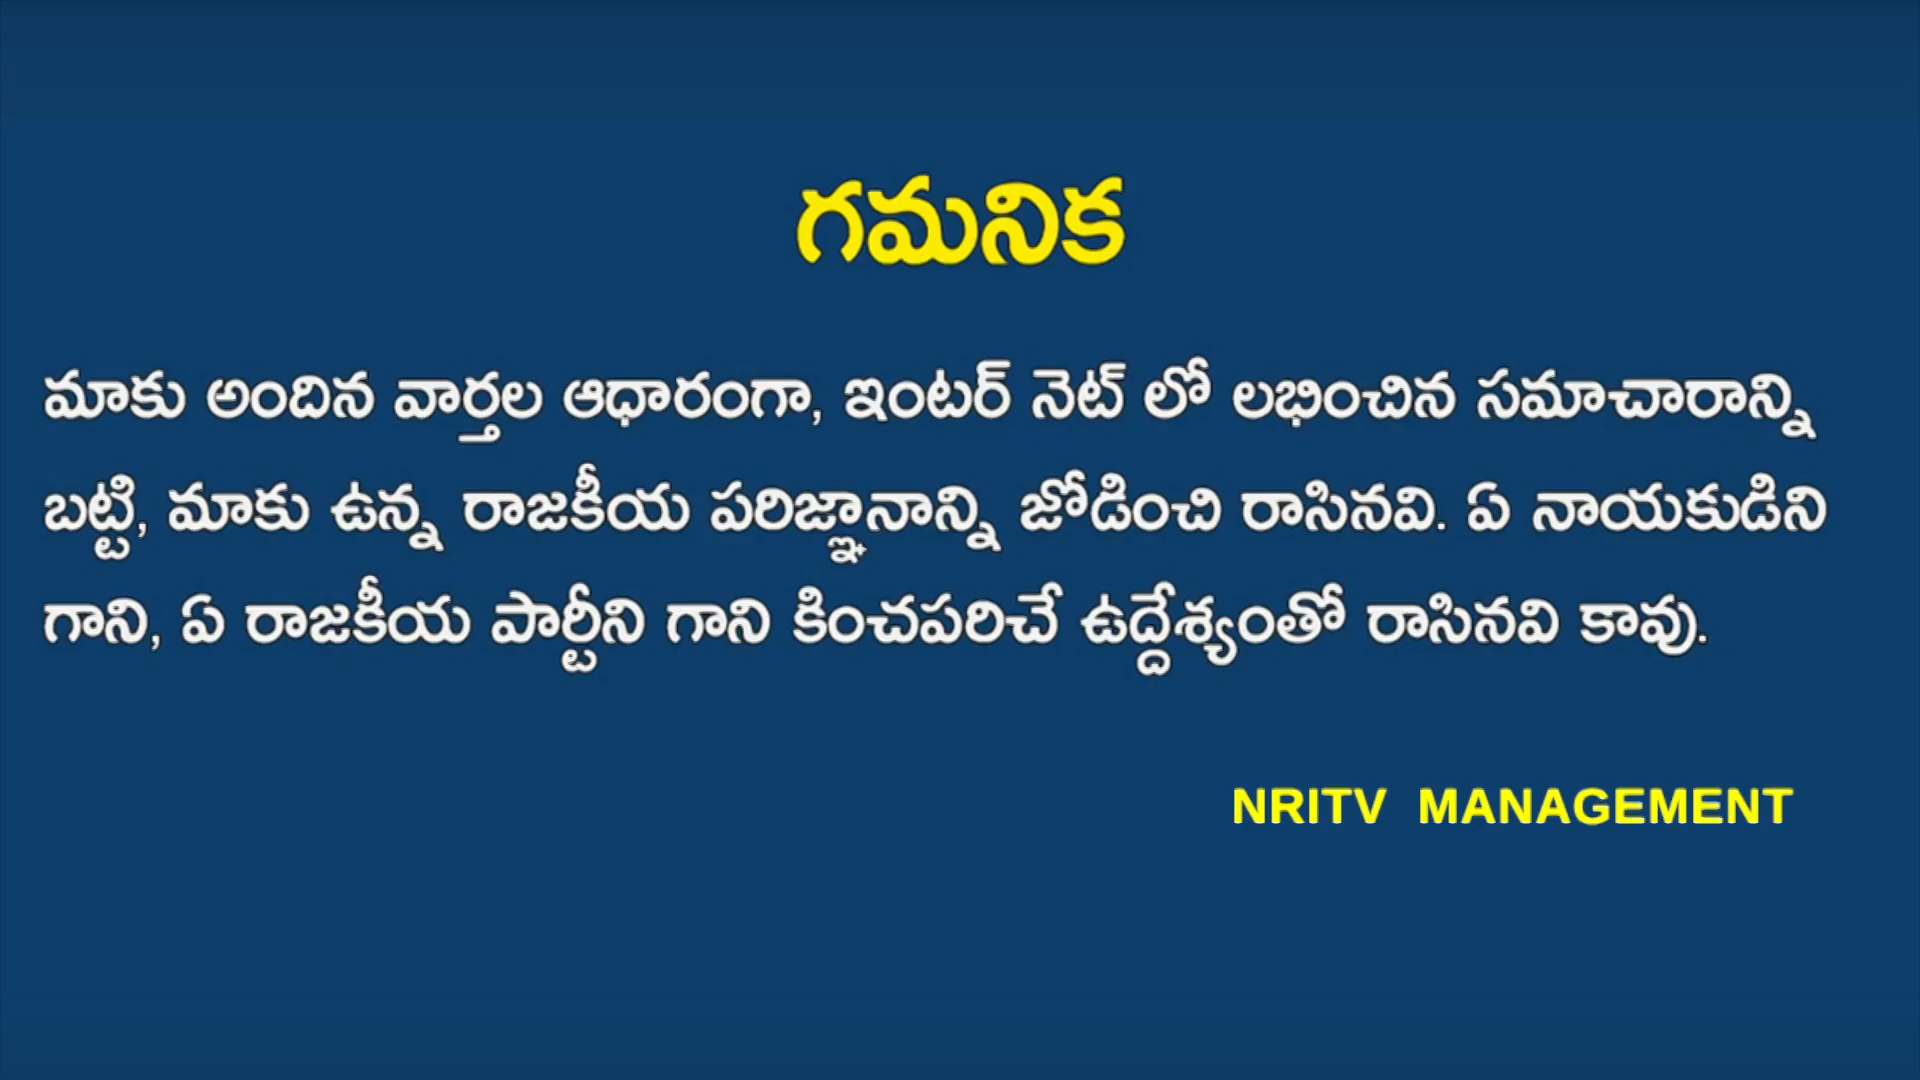 గమనిక
మాకు అందిన వార్తల ఆధారంగా, ఇంటర్ నెట్ లో లభించిన సమాచారాన్ని
బట్టి, మాకు ఉన్న రాజకీయ పరిజ్ఞానాన్ని జోడించి రాసినవి. ఏ నాయకుడిని
గాని, ఏ రాజకీయ పార్టీని గాని కించపరిచే ఉద్దేశ్యంతో రాసినవి కావు.
NRITV MANAGEMENT